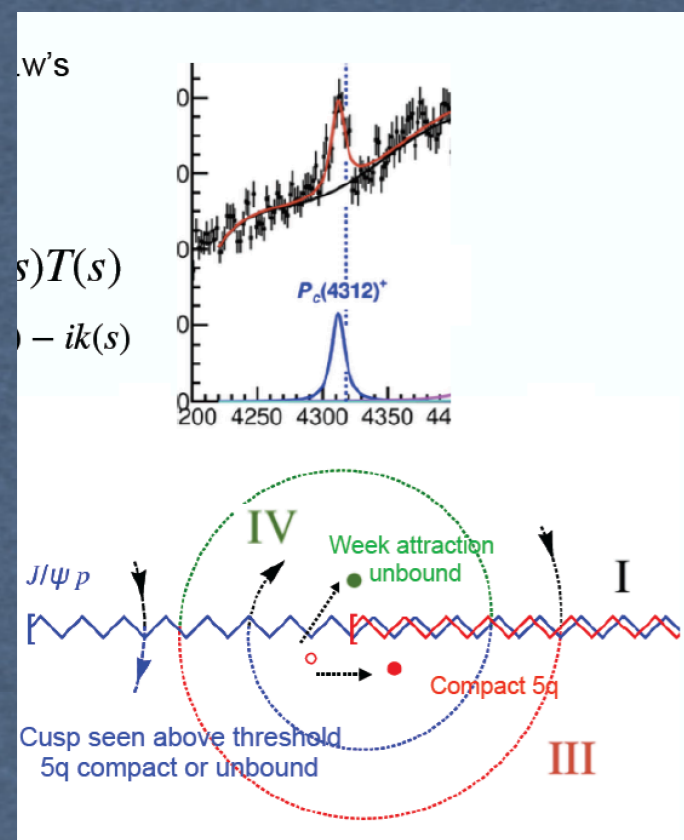 w's
s)T(s)
) − ik(s)
0
0
0
0
0
P_c(4312)^+
200 4250 4300 4350 44
IV
Week attraction
unbound
J/ψ p
I
Compact 5q
Cusp seen above threshold
5q compact or unbound
III